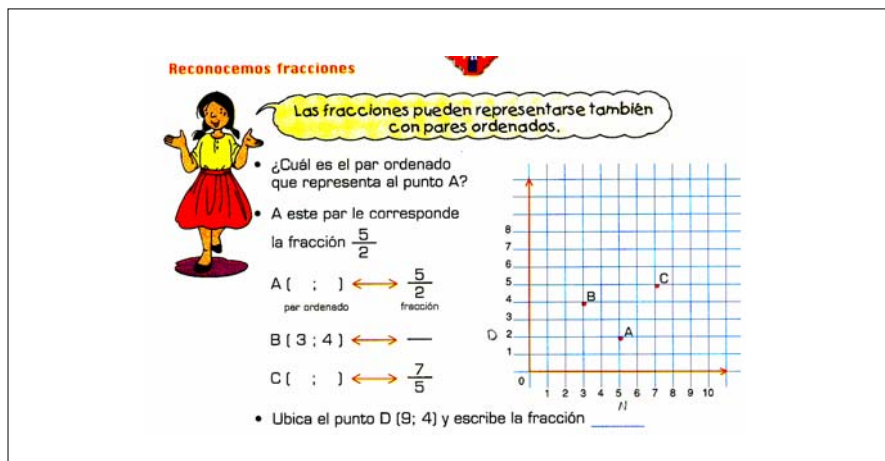 Reconocemos fracciones
Las fracciones pueden representarse también
con pares ordenados.
• ¿Cuál es el par ordenado
que representa al punto A?
• A este par le corresponde
la fracción 5/2
A ( ; ) ⟷ 5/2
par ordenado fracción
B ( 3 ; 4 ) ⟷ —
C ( ; ) ⟷ 7/5
8
7
6
5
4
3
D 2
1
0
1 2 3 4 5 6 7 8 9 10
N
A
B
C
• Ubica el punto D (9; 4) y escribe la fracción ______